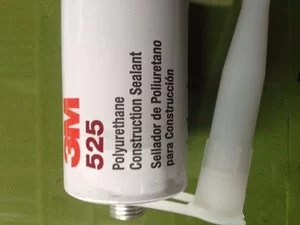 3M
525
Polyurethane
Construction Sealant
Sellador de Poliuretano
para Construcción